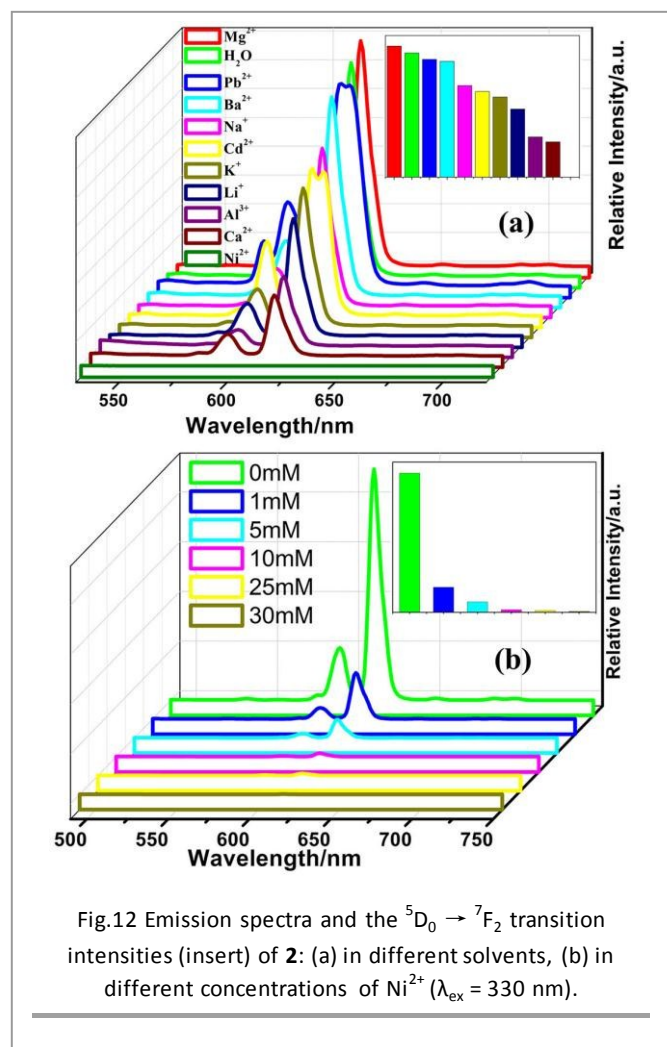 Mg²⁺
H₂O
Pb²⁺
Ba²⁺
Na⁺
Cd²⁺
K⁺
Li⁺
Al³⁺
Ca²⁺
Ni²⁺
(a)
Relative Intensity/a.u.
550 600 650 700
Wavelength/nm
0mM
1mM
5mM
10mM
25mM
30mM
(b)
Relative Intensity/a.u.
500 550 600 650 700 750
Wavelength/nm
Fig.12 Emission spectra and the ⁵D₀ → ⁷F₂ transition
intensities (insert) of 2: (a) in different solvents, (b) in
different concentrations of Ni²⁺ (λₑₓ = 330 nm).